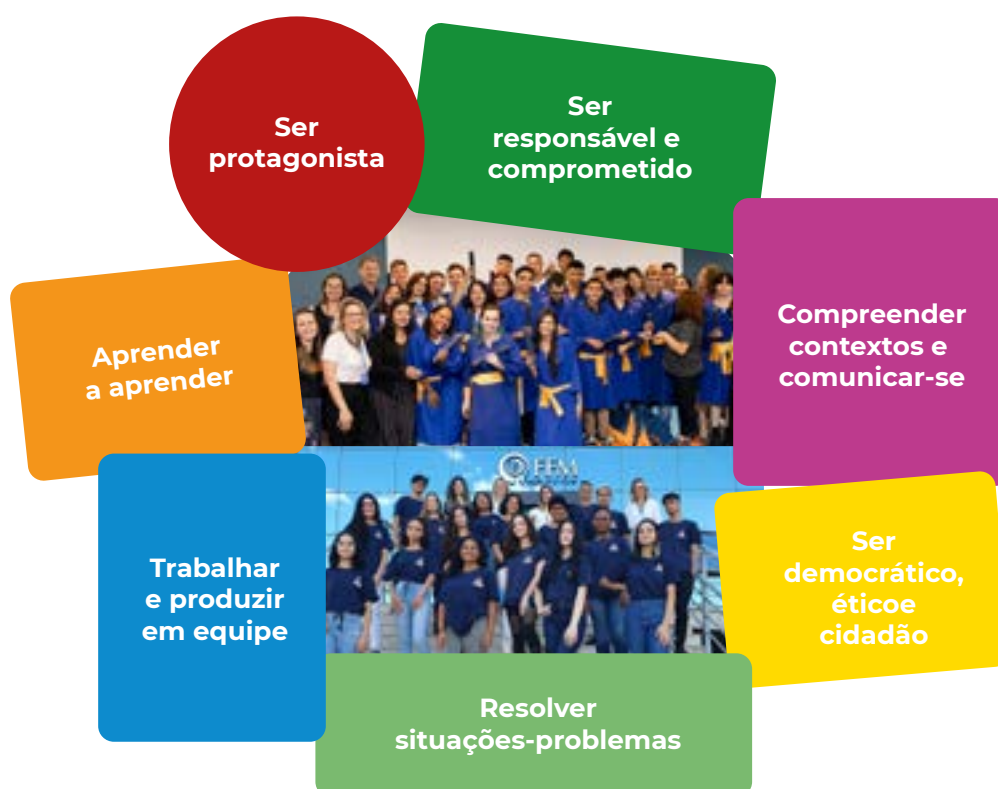 Ser
protagonista
Ser
responsável e
comprometido
Aprender
a aprender
Compreender
contextos e
comunicar-se
Trabalhar
e produzir
em equipe
Ser
democrático,
éticoe
cidadão
Resolver
situações-problemas